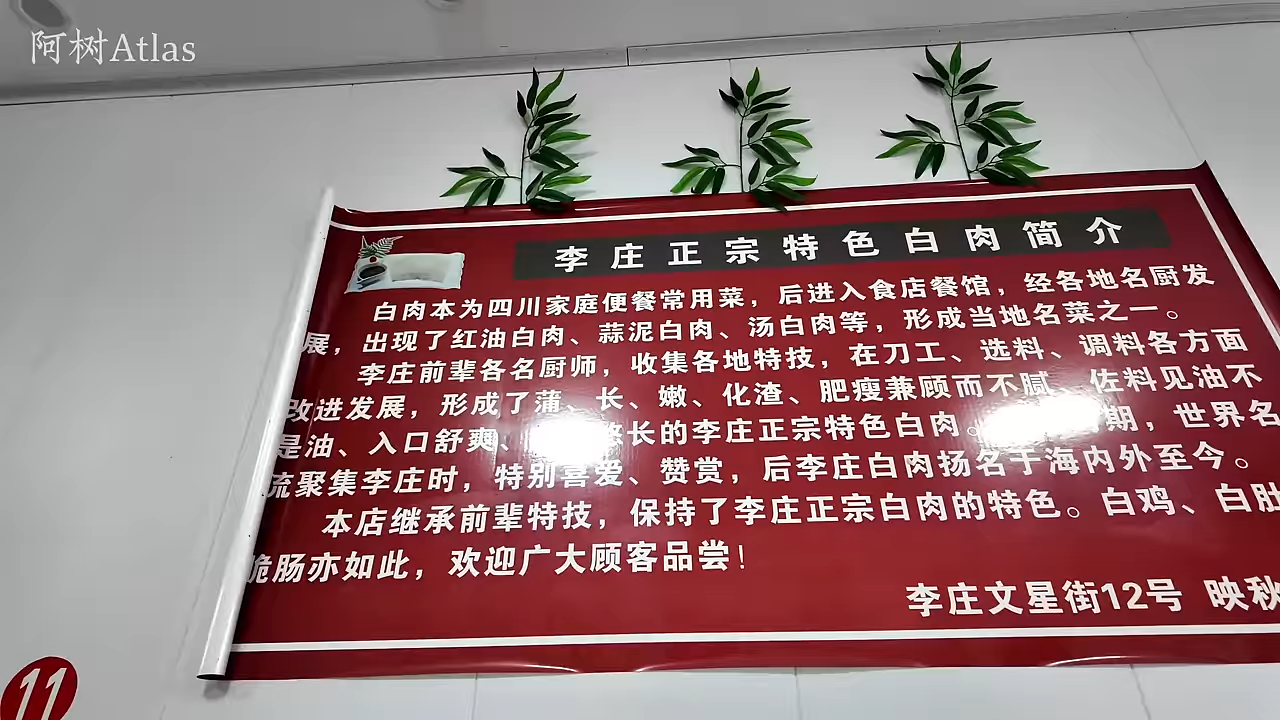 阿树Atlas
李庄正宗特色白肉简介
白肉本为四川家庭便餐常用菜，后进入食店餐馆，经各地名厨发
展，出现了红油白肉、蒜泥白肉、汤白肉等，形成当地名菜之一。
李庄前辈各名厨师，收集各地特技，在刀工、选料、调料各方面
改进发展，形成了蒲、长、嫩、化渣、肥瘦兼顾而不腻、佐料见油不
是油、入口舒爽、悠长的李庄正宗特色白肉。期，世界名
流聚集李庄时，特别喜爱、赞赏，后李庄白肉扬名于海内外至今。
本店继承前辈特技，保持了李庄正宗白肉的特色。白鸡、白肚
脆肠亦如此，欢迎广大顾客品尝！
李庄文星街12号 映秋
11